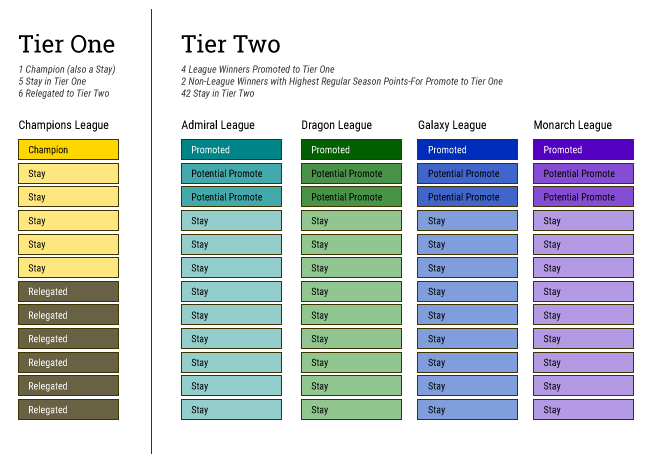 Tier One
1 Champion (also a Stay)
5 Stay in Tier One
6 Relegated to Tier Two
Champions League
Champion
Stay
Stay
Stay
Stay
Stay
Relegated
Relegated
Relegated
Relegated
Relegated
Relegated
Tier Two
4 League Winners Promoted to Tier One
2 Non-League Winners with Highest Regular Season Points-For Promote to Tier One
42 Stay in Tier Two
Admiral League
Promoted
Potential Promote
Potential Promote
Stay
Stay
Stay
Stay
Stay
Stay
Stay
Stay
Stay
Dragon League
Promoted
Potential Promote
Potential Promote
Stay
Stay
Stay
Stay
Stay
Stay
Stay
Stay
Stay
Galaxy League
Promoted
Potential Promote
Potential Promote
Stay
Stay
Stay
Stay
Stay
Stay
Stay
Stay
Stay
Monarch League
Promoted
Potential Promote
Potential Promote
Stay
Stay
Stay
Stay
Stay
Stay
Stay
Stay
Stay